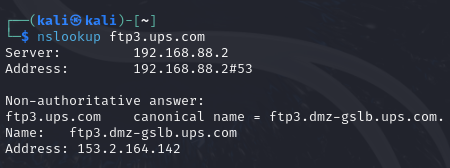 ┌──(kali㉿kali)-[~]
└─$ nslookup ftp3.ups.com
Server:         192.168.88.2
Address:        192.168.88.2#53

Non-authoritative answer:
ftp3.ups.com    canonical name = ftp3.dmz-gslb.ups.com.
Name:   ftp3.dmz-gslb.ups.com
Address: 153.2.164.142